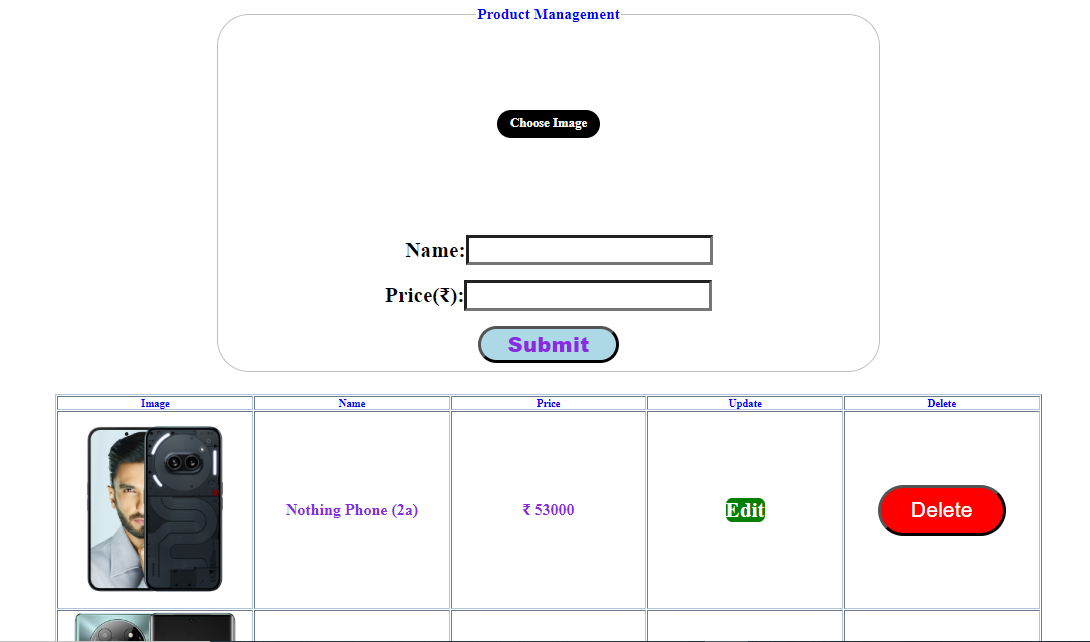 Product Management
Choose Image
Name:
Price(₹):
Submit
Image Name Price Update Delete
Nothing Phone (2a) ₹ 53000 Edit Delete